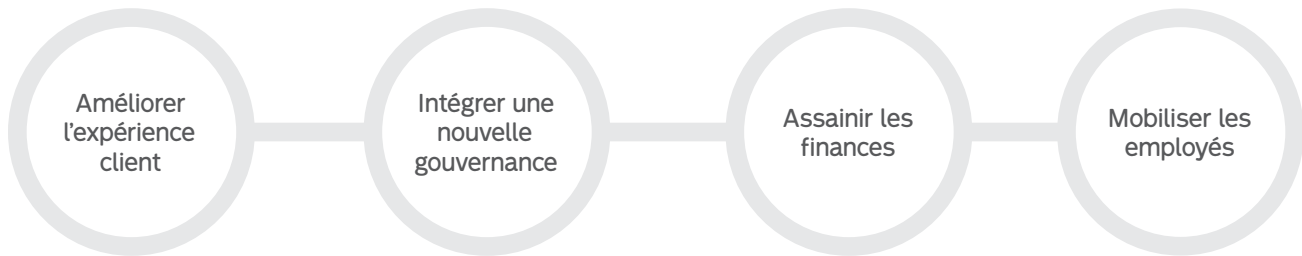 Améliorer
l’expérience
client
Intégrer une
nouvelle
gouvernance
Assainir les
finances
Mobiliser les
employés